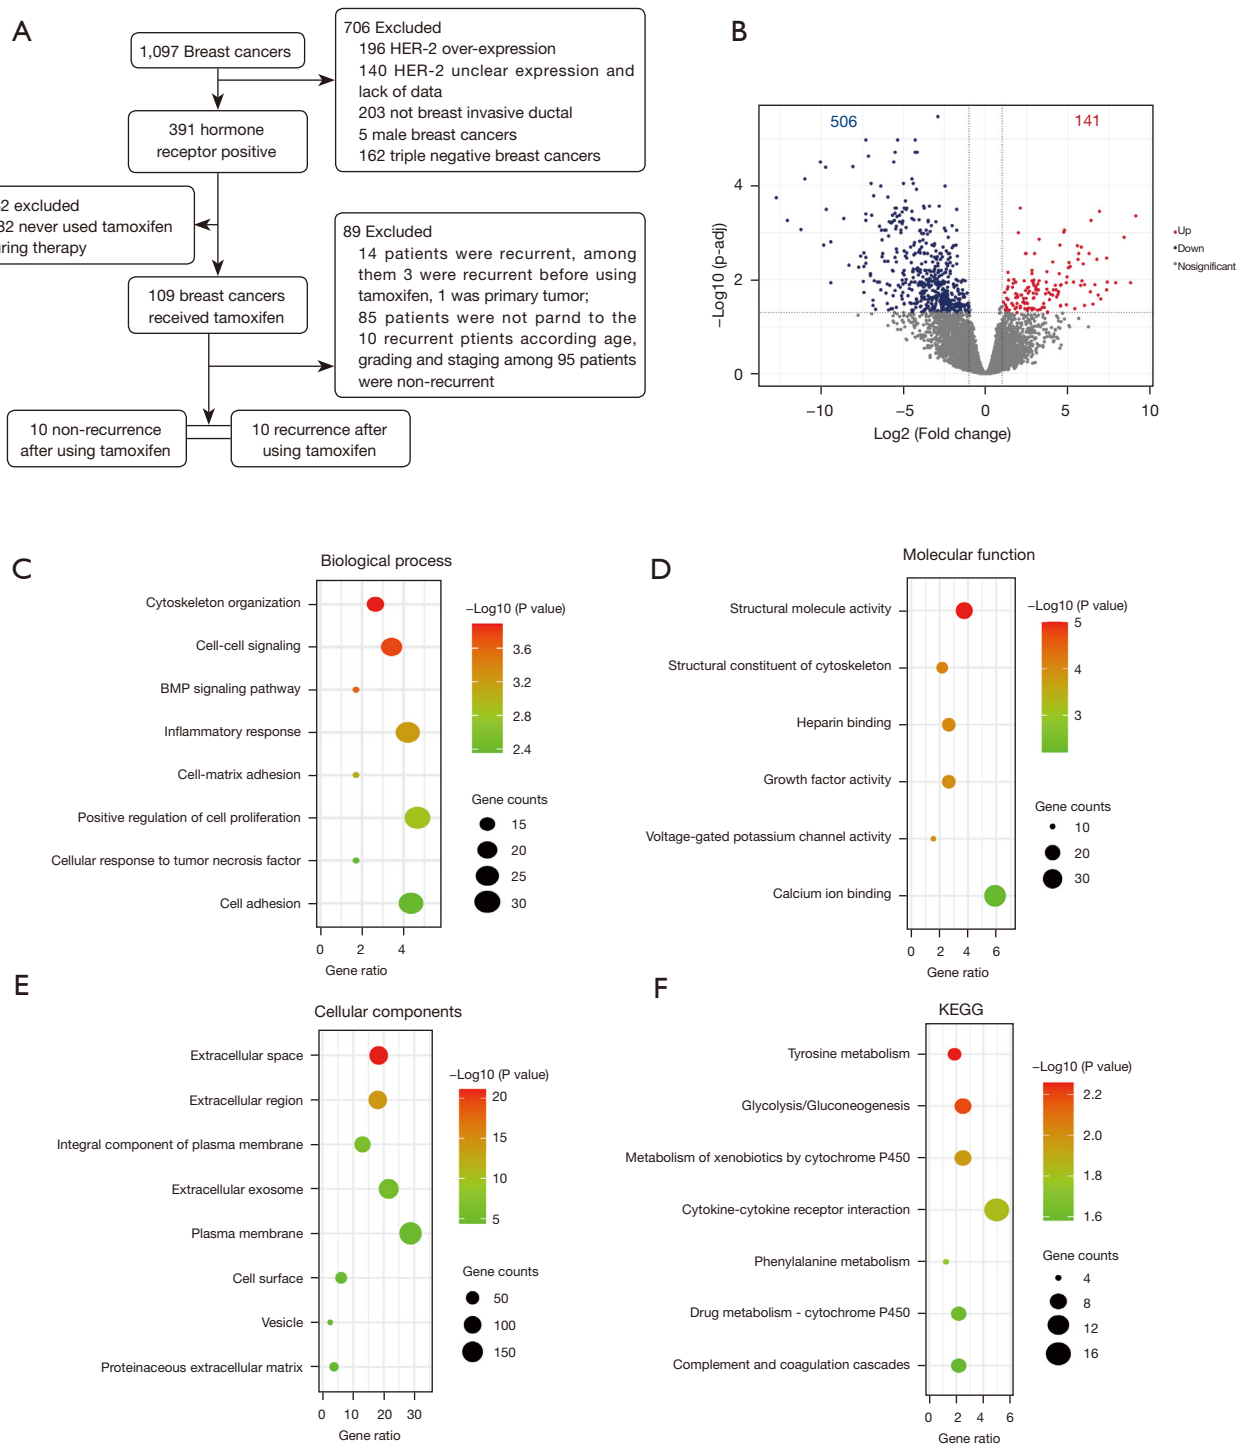 A
1,097 Breast cancers
706 Excluded
196 HER-2 over-expression
140 HER-2 unclear expression and
lack of data
203 not breast invasive ductal
5 male breast cancers
162 triple negative breast cancers
391 hormone
receptor positive
2 excluded
32 never used tamoxifen
ring therapy
89 Excluded
14 patients were recurrent, among
them 3 were recurrent before using
tamoxifen, 1 was primary tumor;
85 patients were not parnd to the
10 recurrent ptients according age,
grading and staging among 95 patients
were non-recurrent
109 breast cancers
received tamoxifen
10 non-recurrence
after using tamoxifen
10 recurrence after
using tamoxifen
B
506
141
4
2
0
−Log10 (p-adj)
−10
−5
0
5
10
Log2 (Fold change)
Up
Down
Nosignificant
C
Biological process
Cytoskeleton organization
Cell-cell signaling
BMP signaling pathway
Inflammatory response
Cell-matrix adhesion
Positive regulation of cell proliferation
Cellular response to tumor necrosis factor
Cell adhesion
0
2
4
Gene ratio
−Log10 (P value)
3.6
3.2
2.8
2.4
Gene counts
15
20
25
30
D
Molecular function
Structural molecule activity
Structural constituent of cytoskeleton
Heparin binding
Growth factor activity
Voltage-gated potassium channel activity
Calcium ion binding
0
2
4
6
Gene ratio
−Log10 (P value)
5
4
3
Gene counts
10
20
30
E
Cellular components
Extracellular space
Extracellular region
Integral component of plasma membrane
Extracellular exosome
Plasma membrane
Cell surface
Vesicle
Proteinaceous extracellular matrix
0
10
20
30
Gene ratio
−Log10 (P value)
20
15
10
5
Gene counts
50
100
150
F
KEGG
Tyrosine metabolism
Glycolysis/Gluconeogenesis
Metabolism of xenobiotics by cytochrome P450
Cytokine-cytokine receptor interaction
Phenylalanine metabolism
Drug metabolism - cytochrome P450
Complement and coagulation cascades
0
2
4
6
Gene ratio
−Log10 (P value)
2.2
2.0
1.8
1.6
Gene counts
4
8
12
16